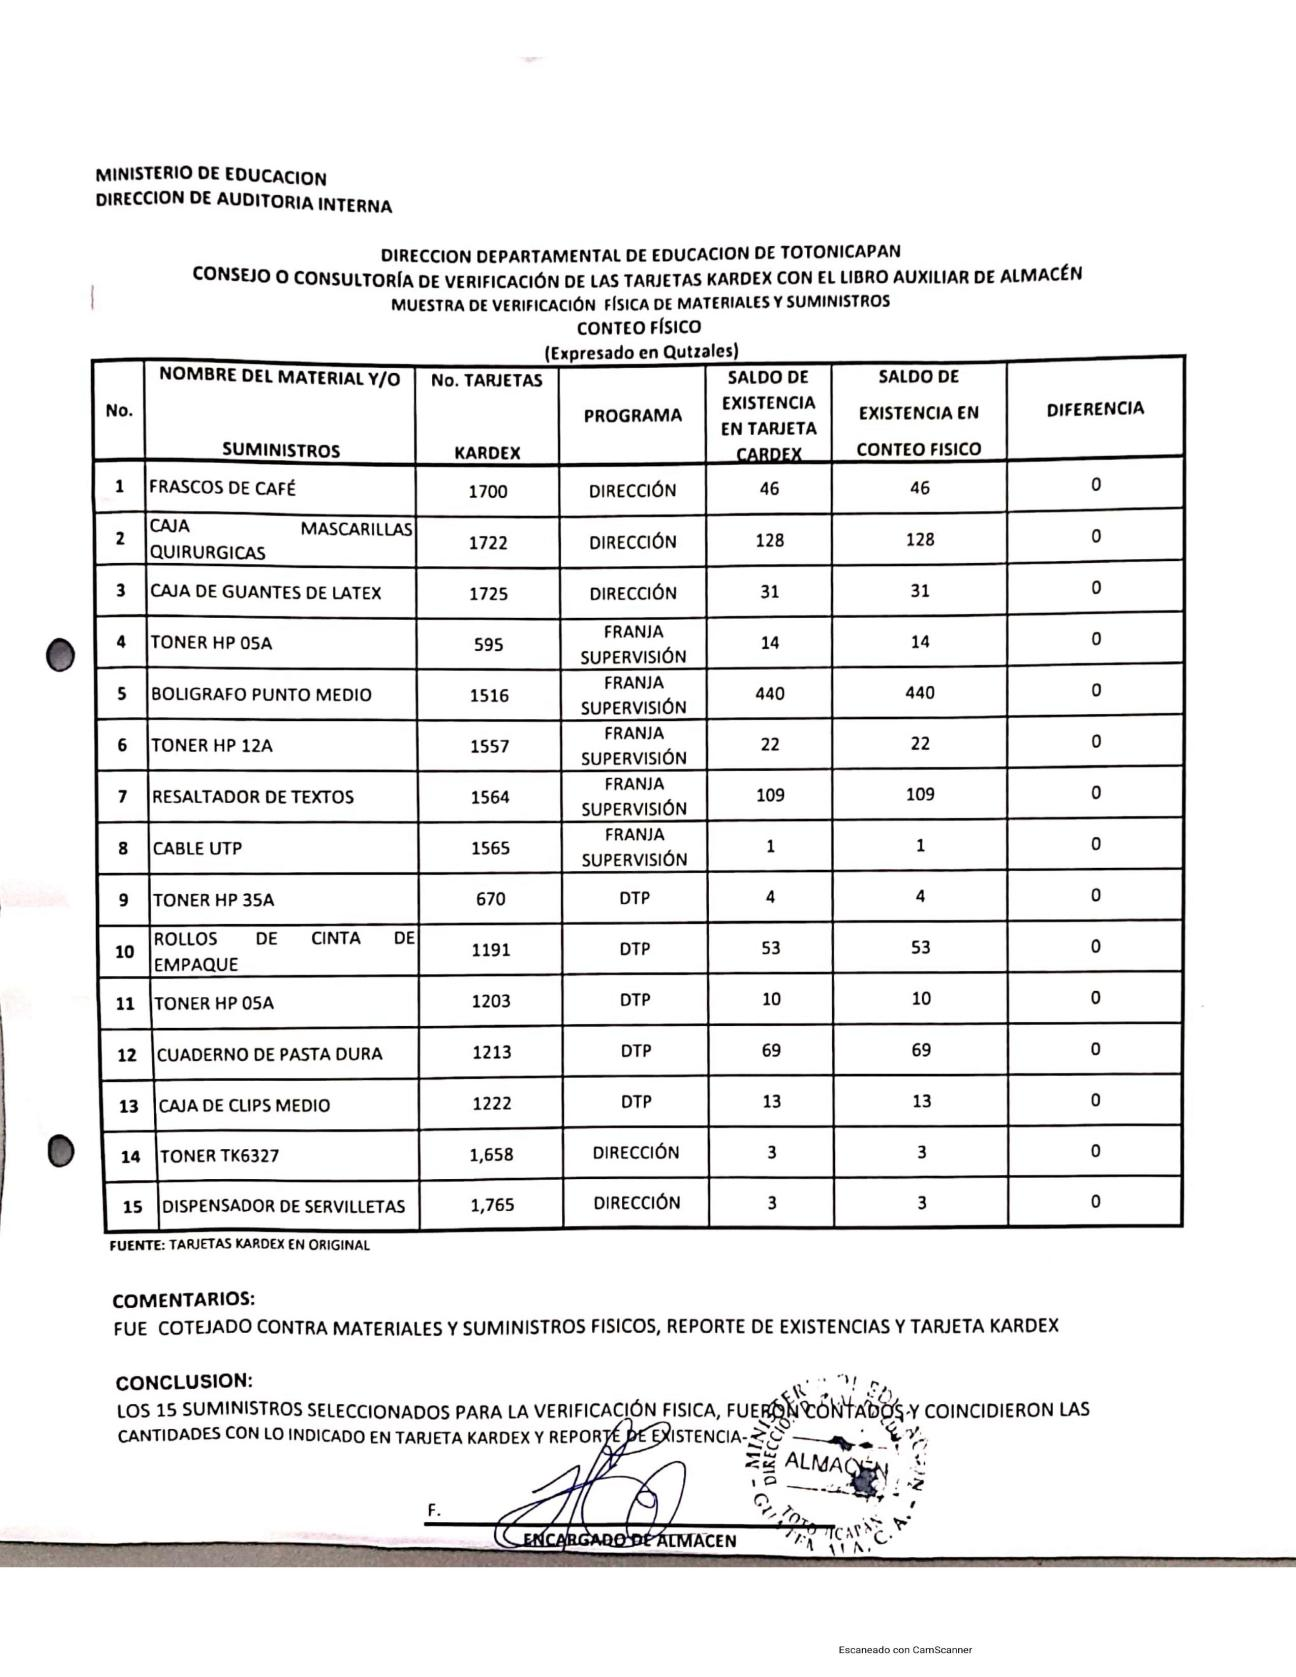 MINISTERIO DE EDUCACION
DIRECCION DE AUDITORIA INTERNA
DIRECCION DEPARTAMENTAL DE EDUCACION DE TOTONICAPAN
CONSEJO O CONSULTORÍA DE VERIFICACIÓN DE LAS TARJETAS KARDEX CON EL LIBRO AUXILIAR DE ALMACÉN
MUESTRA DE VERIFICACIÓN FÍSICA DE MATERIALES Y SUMINISTROS
CONTEO FÍSICO
(Expresado en Qutzales)
No. NOMBRE DEL MATERIAL Y/O SUMINISTROS No. TARJETAS KARDEX PROGRAMA SALDO DE EXISTENCIA EN TARJETA CARDEX SALDO DE EXISTENCIA EN CONTEO FISICO DIFERENCIA
1 FRASCOS DE CAFÉ 1700 DIRECCIÓN 46 46 0
2 CAJA MASCARILLAS QUIRURGICAS 1722 DIRECCIÓN 128 128 0
3 CAJA DE GUANTES DE LATEX 1725 DIRECCIÓN 31 31 0
4 TONER HP 05A 595 FRANJA SUPERVISIÓN 14 14 0
5 BOLIGRAFO PUNTO MEDIO 1516 FRANJA SUPERVISIÓN 440 440 0
6 TONER HP 12A 1557 FRANJA SUPERVISIÓN 22 22 0
7 RESALTADOR DE TEXTOS 1564 FRANJA SUPERVISIÓN 109 109 0
8 CABLE UTP 1565 FRANJA SUPERVISIÓN 1 1 0
9 TONER HP 35A 670 DTP 4 4 0
10 ROLLOS DE CINTA DE EMPAQUE 1191 DTP 53 53 0
11 TONER HP 05A 1203 DTP 10 10 0
12 CUADERNO DE PASTA DURA 1213 DTP 69 69 0
13 CAJA DE CLIPS MEDIO 1222 DTP 13 13 0
14 TONER TK6327 1,658 DIRECCIÓN 3 3 0
15 DISPENSADOR DE SERVILLETAS 1,765 DIRECCIÓN 3 3 0
FUENTE: TARJETAS KARDEX EN ORIGINAL
COMENTARIOS:
FUE COTEJADO CONTRA MATERIALES Y SUMINISTROS FISICOS, REPORTE DE EXISTENCIAS Y TARJETA KARDEX
CONCLUSION:
LOS 15 SUMINISTROS SELECCIONADOS PARA LA VERIFICACIÓN FISICA, FUERON CONTADOS Y COINCIDIERON LAS
CANTIDADES CON LO INDICADO EN TARJETA KARDEX Y REPORTE DE EXISTENCIA-
ALMACEN
F.
ENCARGADO DE ALMACEN
Escaneado con CamScanner